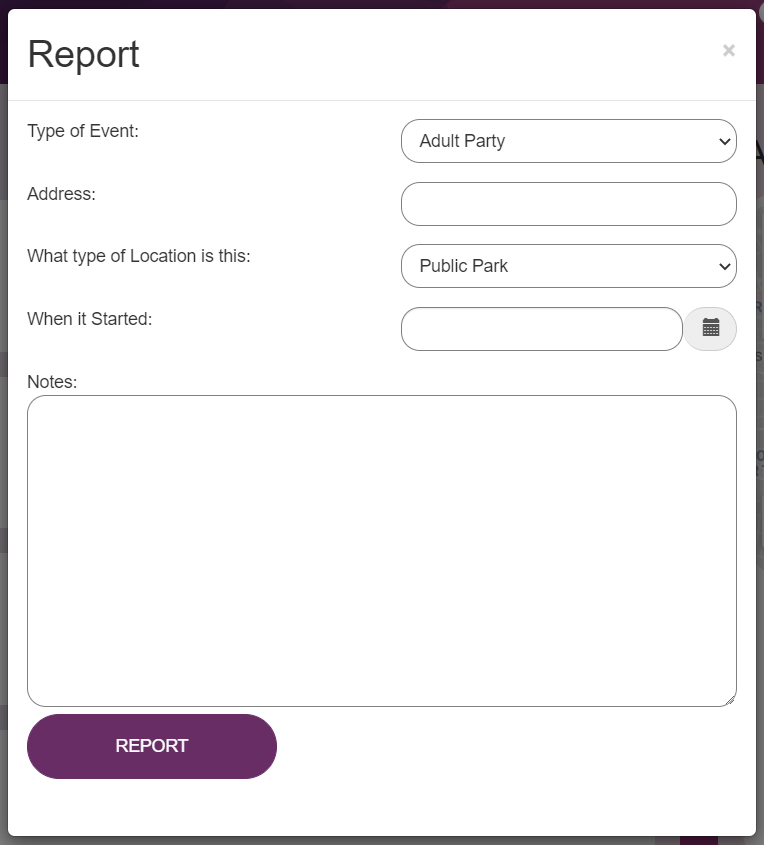 Report
×
Type of Event:
Adult Party
Address:
What type of Location is this:
Public Park
When it Started:
Notes:
REPORT